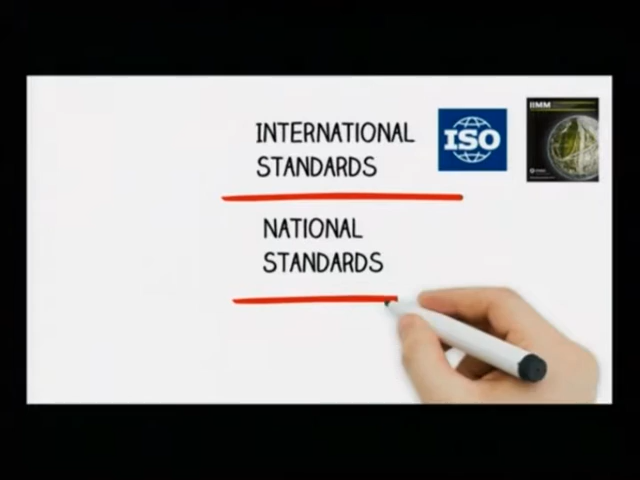 INTERNATIONAL
STANDARDS
ISO
IIMM
NATIONAL
STANDARDS